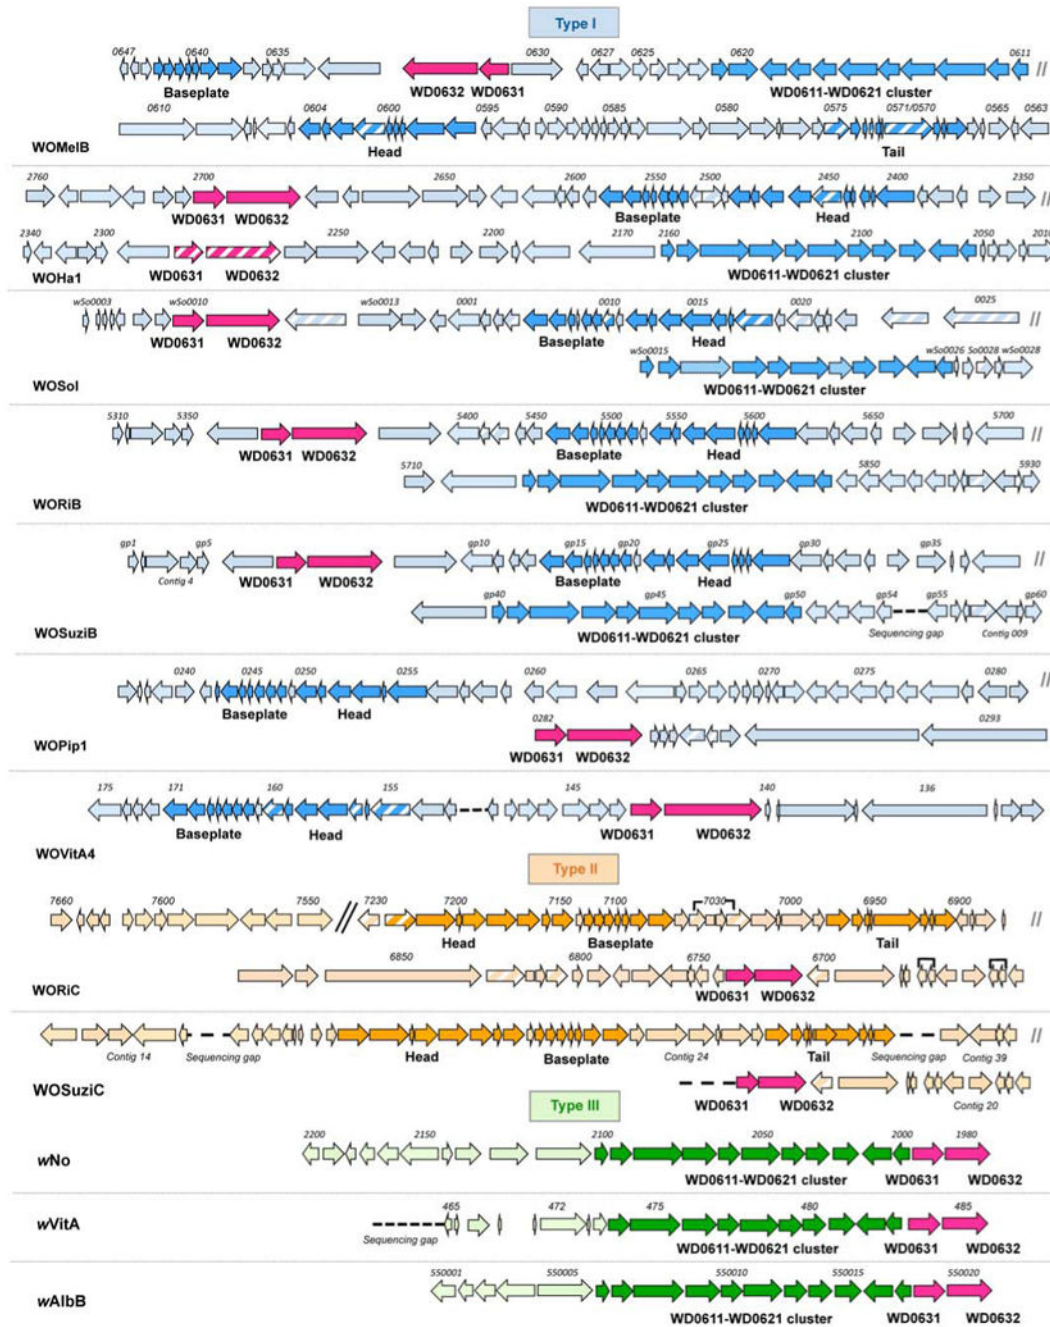 Type I
0647 0640 0635 0630 0627 0625 0620 0611
Baseplate WD0632 WD0631 WD0611-WD0621 cluster //
0610 0604 0600 0595 0590 0585 0580 0575 0571/0570 0565 0563
WOMelB Head Tail
2760 2700 2650 2600 2550 2500 2450 2400 2350
WD0631 WD0632 Baseplate Head //
2340 2300 2250 2200 2170 2160 2100 2050 2010
WOHa1 WD0631 WD0632 WD0611-WD0621 cluster
wSo0003 wSo0010 wSo0013 0001 0010 0015 0020 0025
WD0631 WD0632 Baseplate Head //
wSo0015 wSo0026 So0028 wSo0028
WOSol WD0611-WD0621 cluster
5310 5350 5400 5450 5500 5550 5600 5650 5700
WD0631 WD0632 Baseplate Head //
5710 5850 5930
WORiB WD0611-WD0621 cluster
gp1 gp5 gp10 gp15 gp20 gp25 gp30 gp35
Contig 4 WD0631 WD0632 Baseplate Head //
gp40 gp45 gp50 gp54 gp55 gp60
WOSuziB WD0611-WD0621 cluster Sequencing gap Contig 009
0240 0245 0250 0255 0260 0265 0270 0275 0280
Baseplate Head //
0282 0293
WOPip1 WD0631 WD0632
175 171 160 155 145 140 136
Baseplate Head WD0631 WD0632
WOVitA4
Type II
7660 7600 7550 7230 7200 7150 7100 7030 7000 6950 6900
Head Baseplate Tail //
6850 6800 6750 6700
WORiC WD0631 WD0632
Contig 14 Sequencing gap Head Baseplate Contig 24 Tail Sequencing gap Contig 39 //
WOSuziC WD0631 WD0632 Contig 20
Type III
2200 2150 2100 2050 2000 1980
wNo WD0611-WD0621 cluster WD0631 WD0632
465 472 475 480 485
wVitA Sequencing gap WD0611-WD0621 cluster WD0631 WD0632
550001 550005 550010 550015 550020
wAlbB WD0611-WD0621 cluster WD0631 WD0632